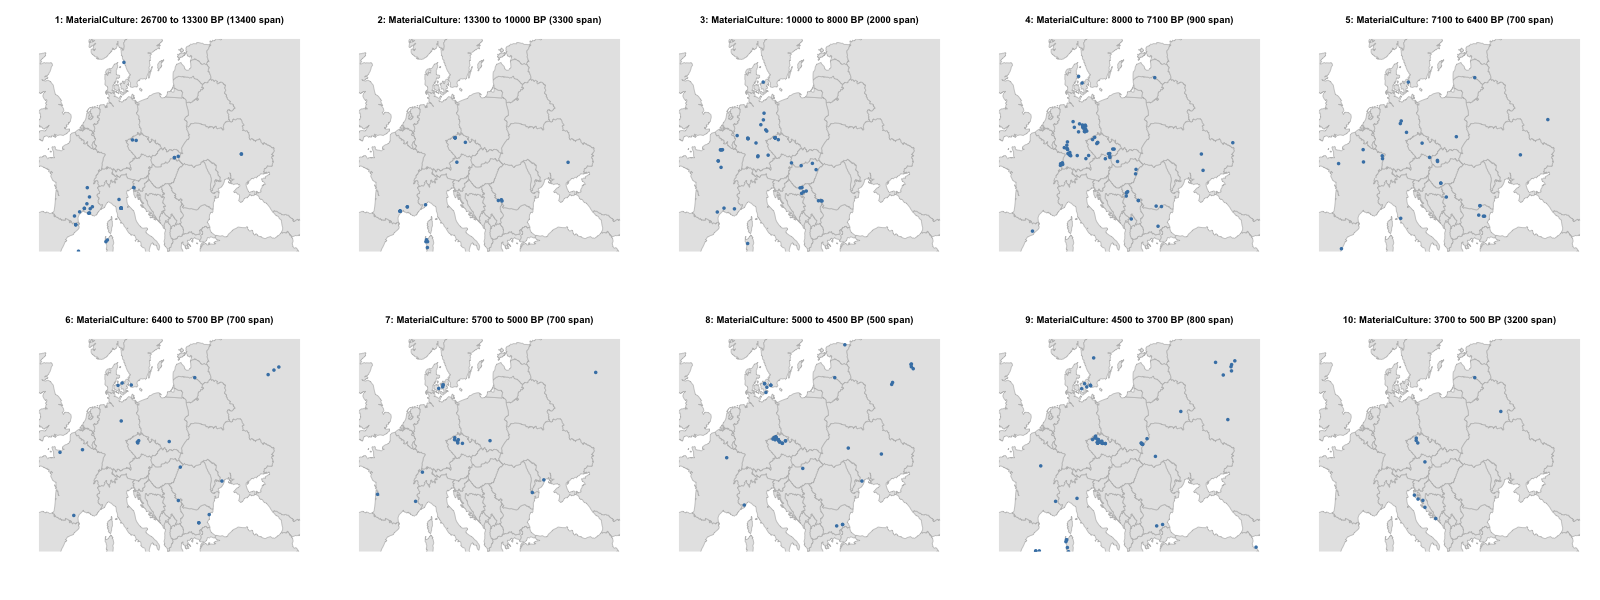 1: MaterialCulture: 26700 to 13300 BP (13400 span)
2: MaterialCulture: 13300 to 10000 BP (3300 span)
3: MaterialCulture: 10000 to 8000 BP (2000 span)
4: MaterialCulture: 8000 to 7100 BP (900 span)
5: MaterialCulture: 7100 to 6400 BP (700 span)
6: MaterialCulture: 6400 to 5700 BP (700 span)
7: MaterialCulture: 5700 to 5000 BP (700 span)
8: MaterialCulture: 5000 to 4500 BP (500 span)
9: MaterialCulture: 4500 to 3700 BP (800 span)
10: MaterialCulture: 3700 to 500 BP (3200 span)